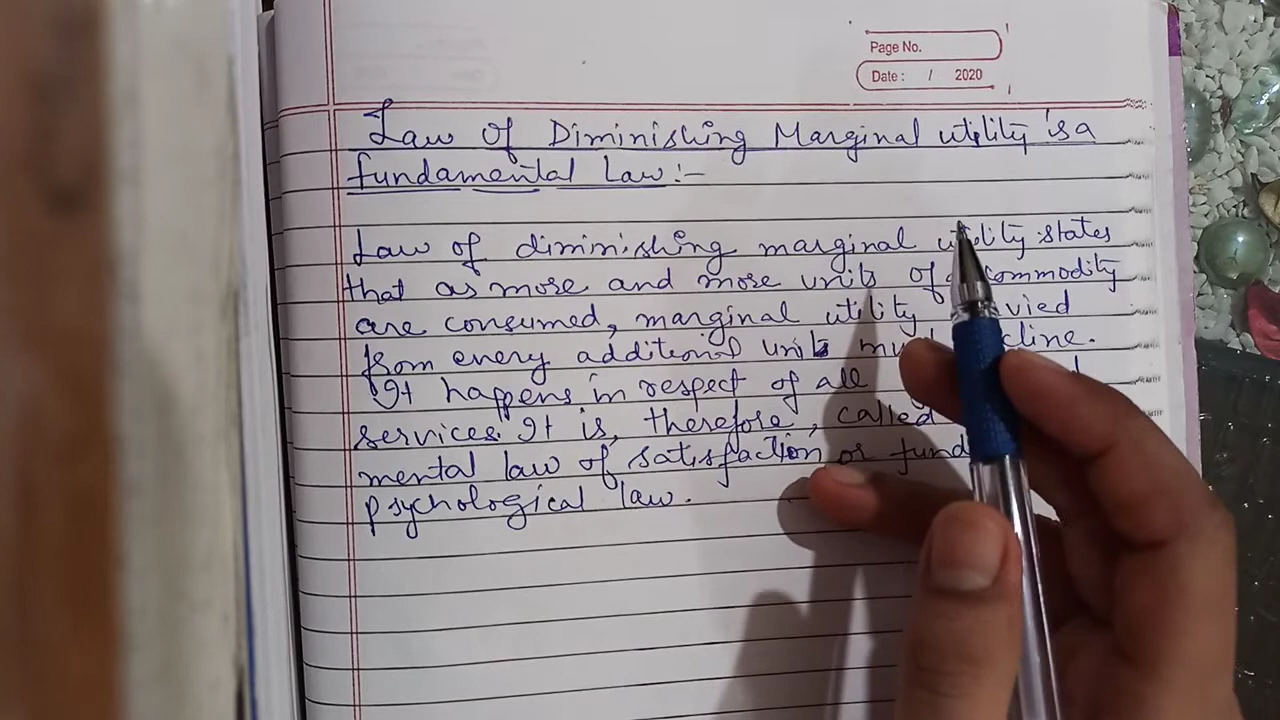 Page No.
Date : / 2020
Law of Diminishing Marginal utility is a
fundamental Law :-
Law of diminishing marginal utility states
that as more and more units of commodity
are consumed, marginal utility
from every additional units
It happens in respect of all
services. It is, therefore, called
mental law of satisfaction or
psychological law.